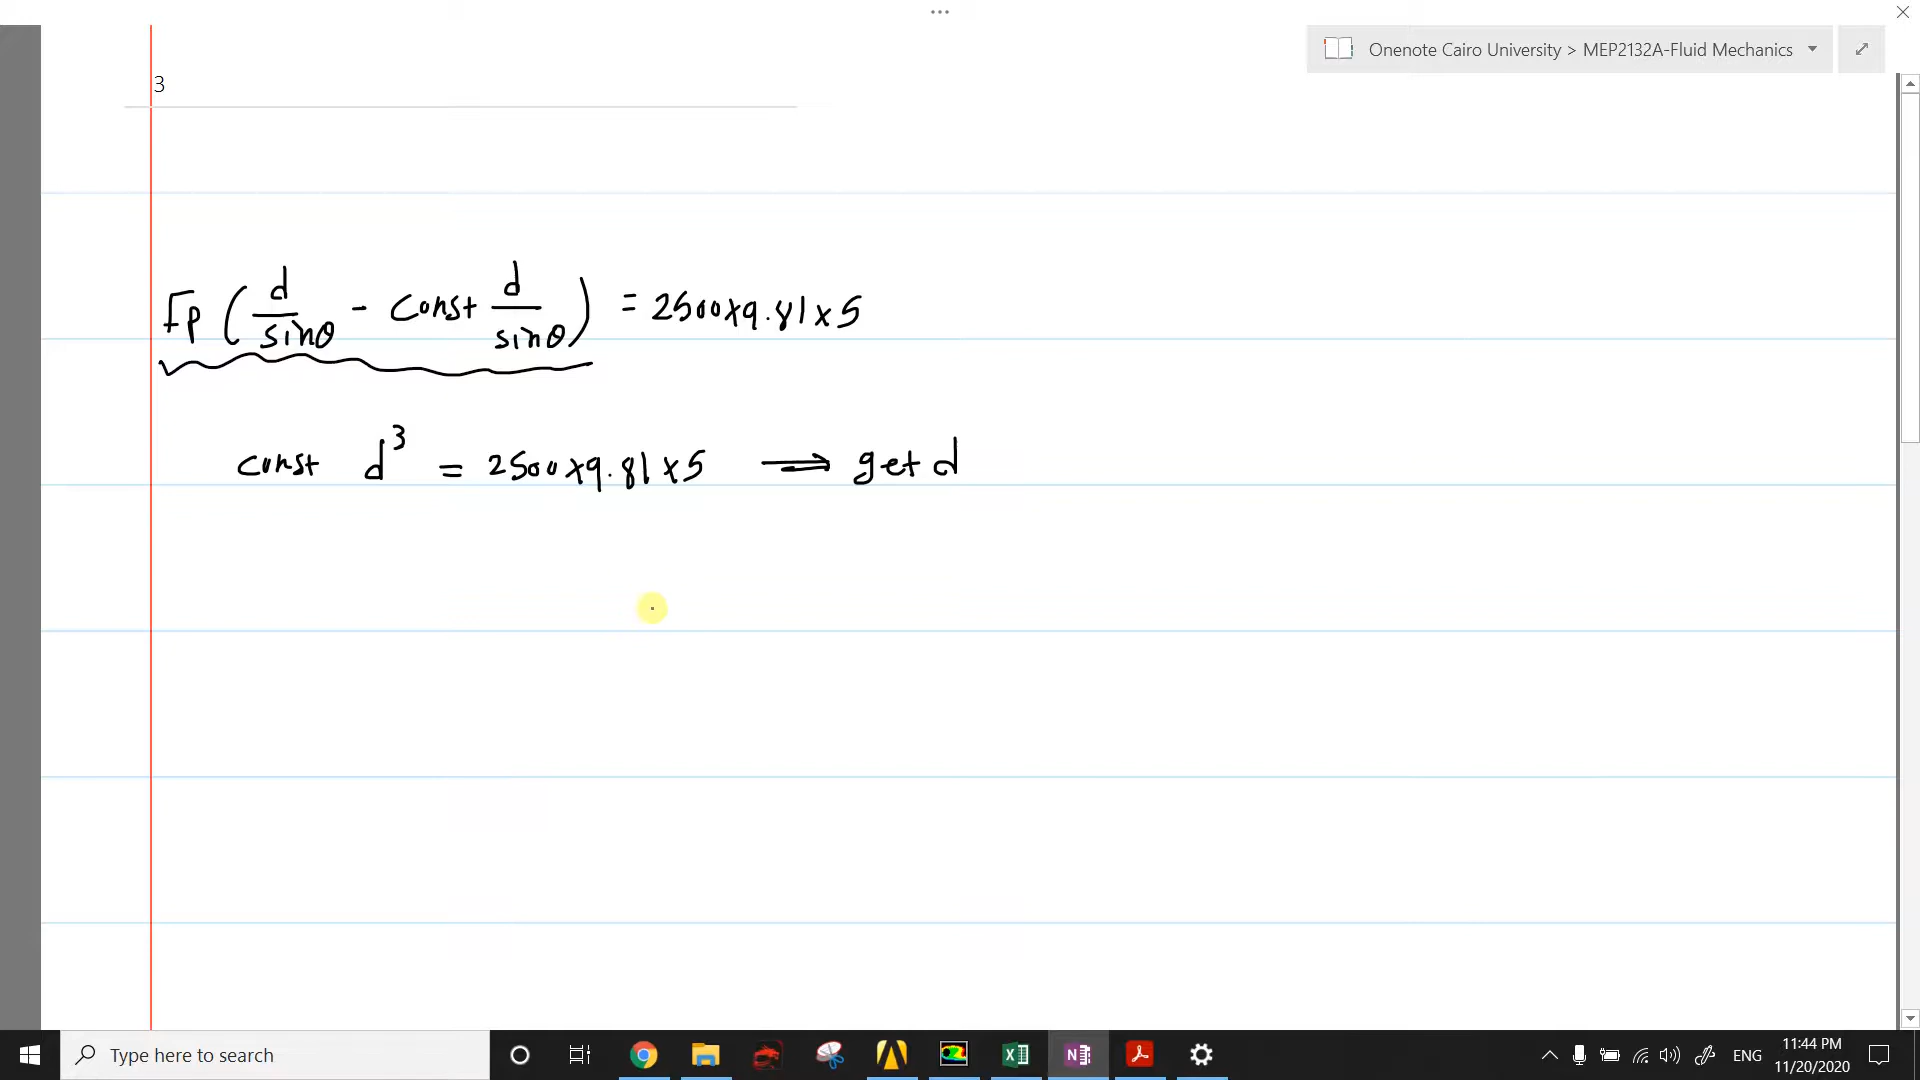 ...
Onenote Cairo University > MEP2132A-Fluid Mechanics
3
Fp ( d/sinθ - const d/sinθ ) = 2500x9.81x5
const d³ = 2500x9.81x5 ⟹ get d
Type here to search
ENG
11:44 PM
11/20/2020